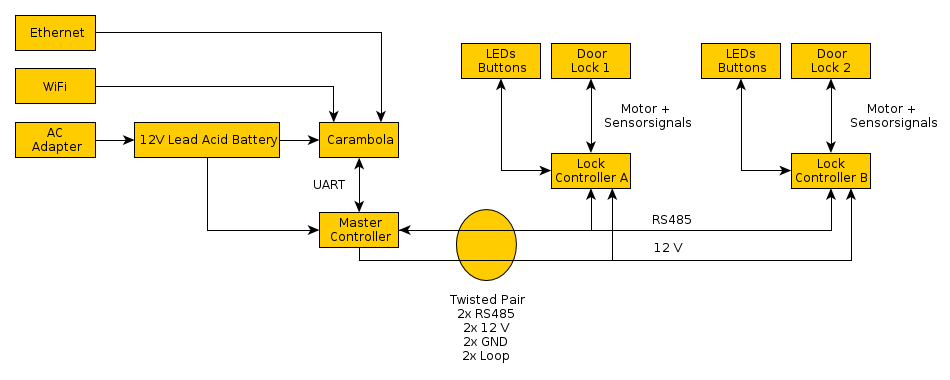 Ethernet
WiFi
AC
Adapter
12V Lead Acid Battery
Carambola
UART
Master
Controller
LEDs
Buttons
Door
Lock 1
Motor +
Sensorsignals
Lock
Controller A
LEDs
Buttons
Door
Lock 2
Motor +
Sensorsignals
Lock
Controller B
RS485
12 V
Twisted Pair
2x RS485
2x 12 V
2x GND
2x Loop